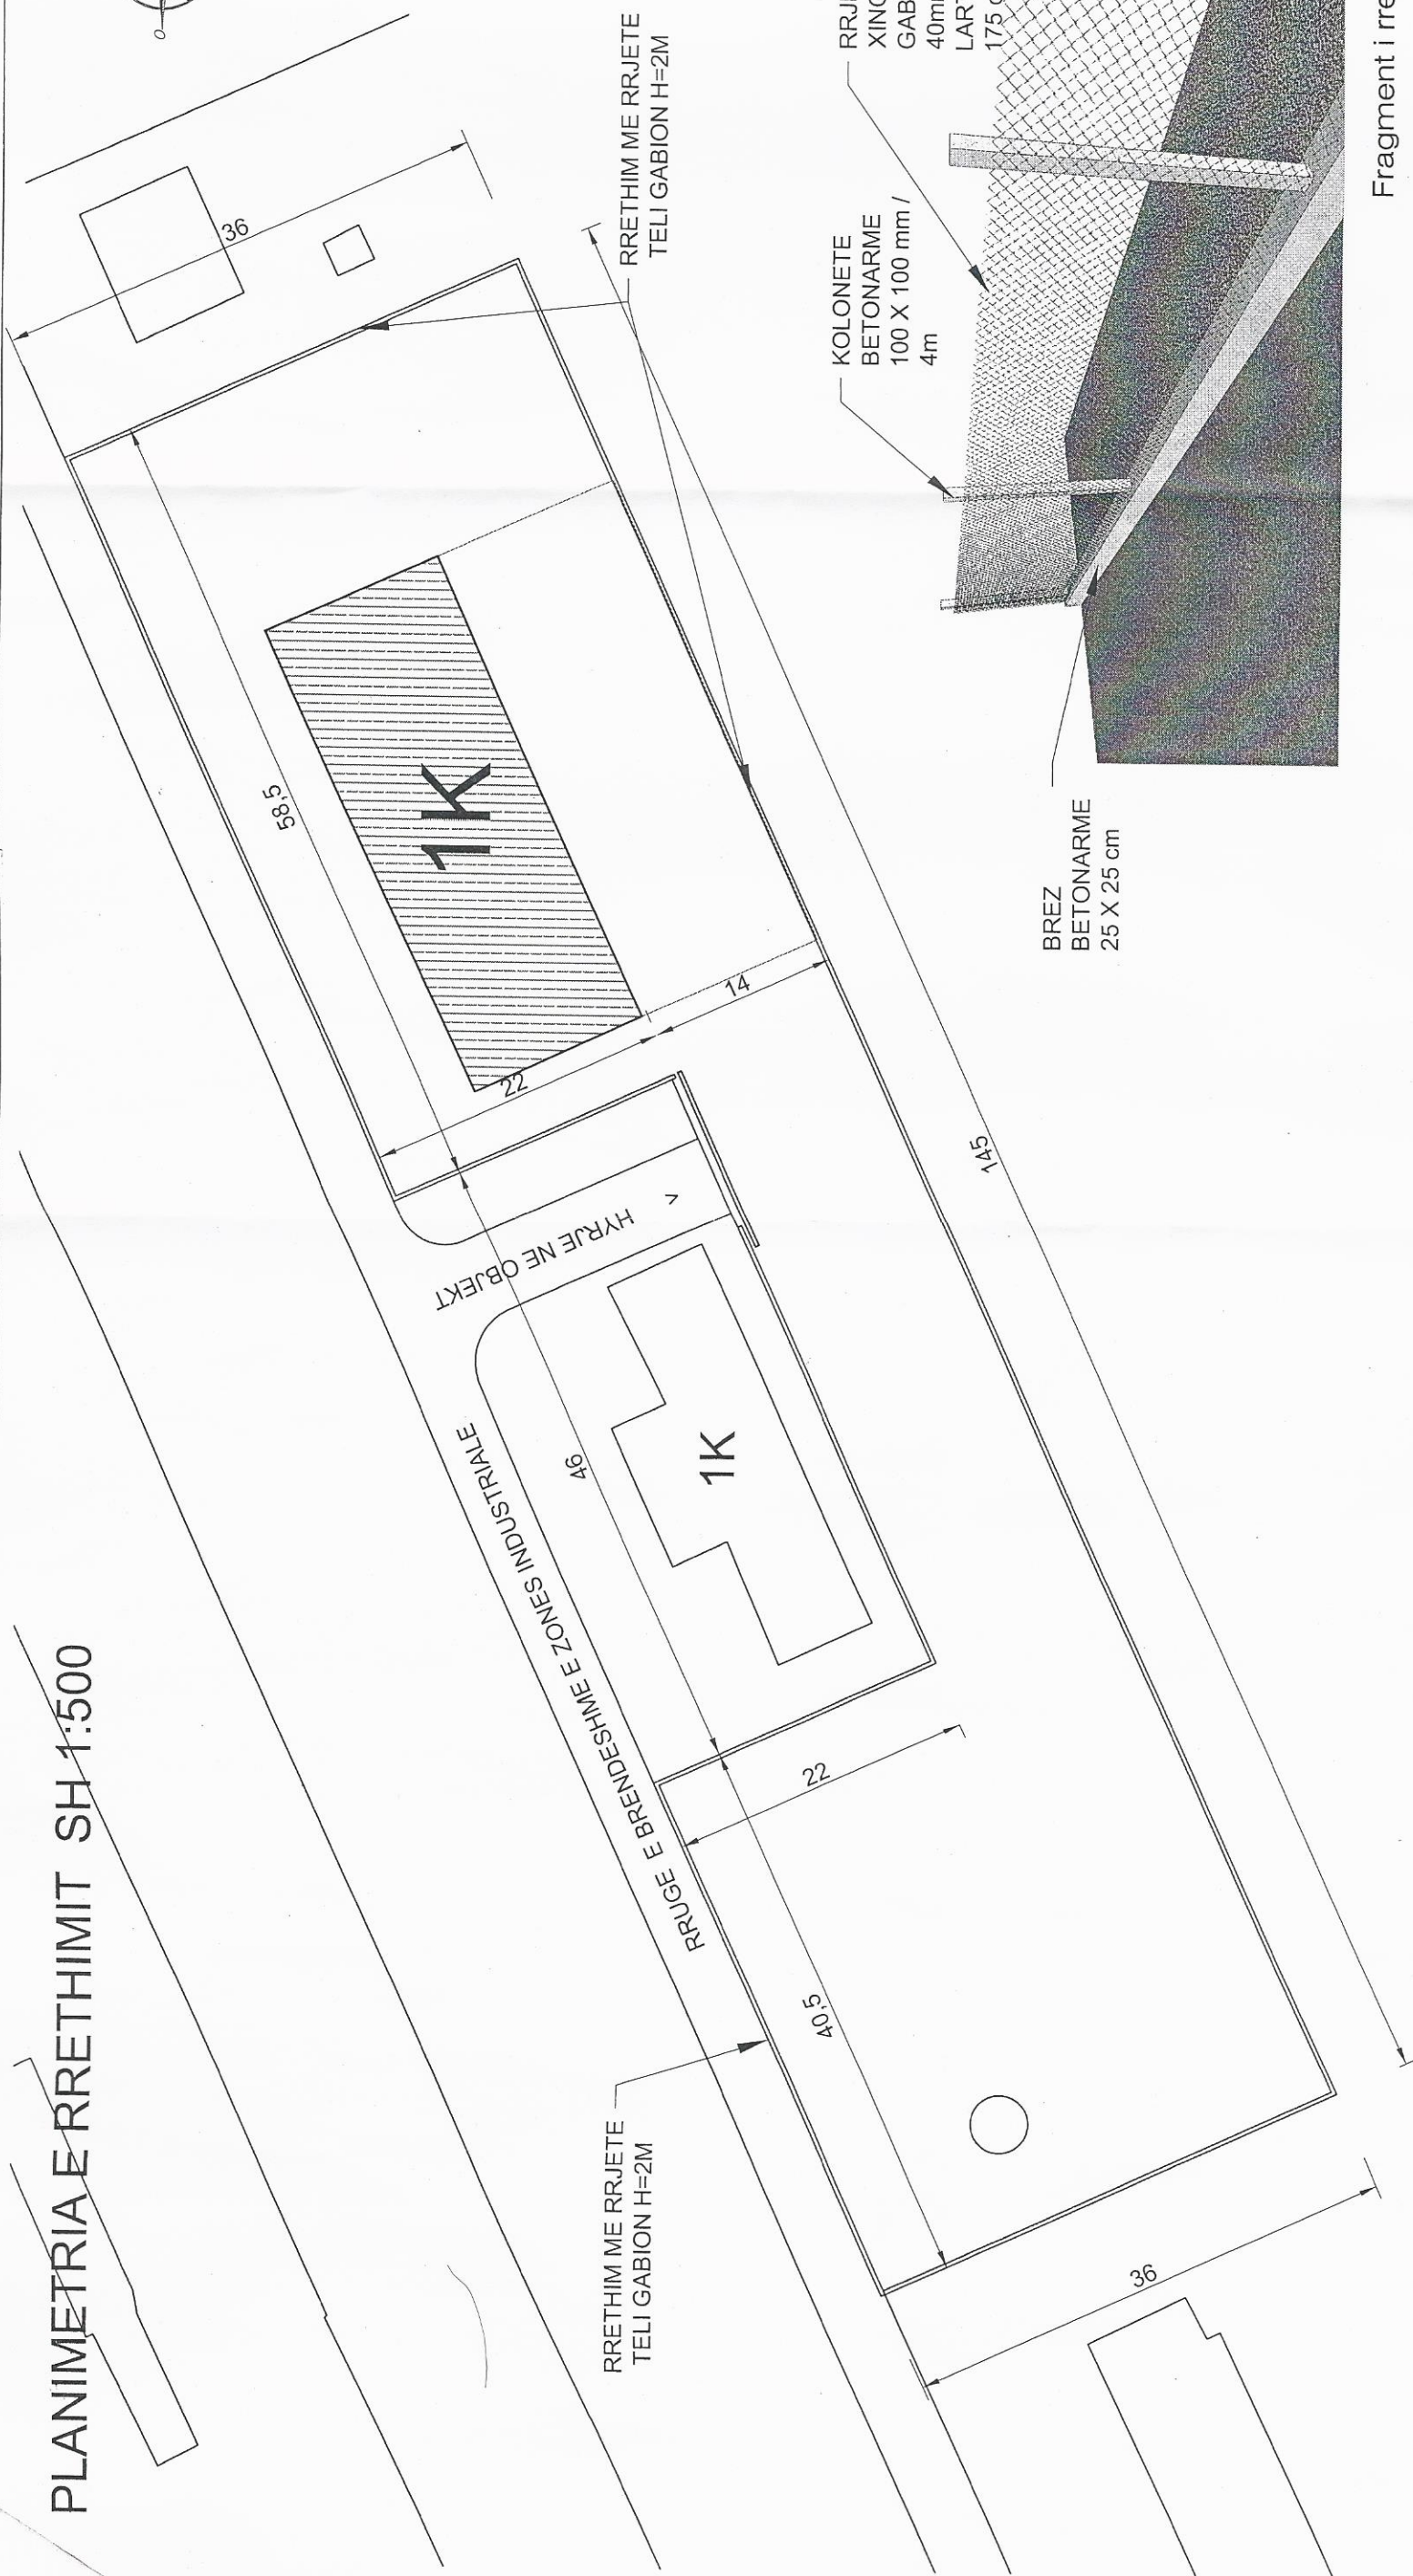 PLANIMETRIA E RRETHIMIT SH 1:500
RRETHIM ME RRJETE
TELI GABION H=2M
36
58,5
1K
22
14
HYRJE NE OBJEKT
<
46
1K
RRUGE E BRENDESHME E ZONES INDUSTRIALE
22
40,5
145
36
RRETHIM ME RRJETE
TELI GABION H=2M
KOLONETE
BETONARME
100 X 100 mm /
4m
BREZ
BETONARME
25 X 25 cm
Fragment i